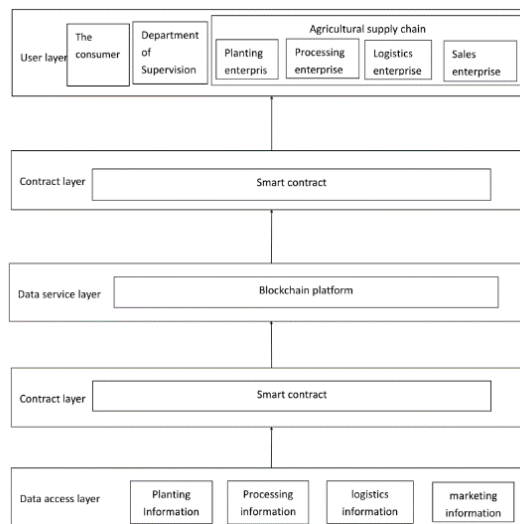 User layer
The
consumer
Department
of
Supervision
Agricultural supply chain
Planting
enterpris
Processing
enterprise
Logistics
enterprise
Sales
enterprise
Contract layer
Smart contract
Data service layer
Blockchain platform
Contract layer
Smart contract
Data access layer
Planting
Information
Processing
information
logistics
information
marketing
information